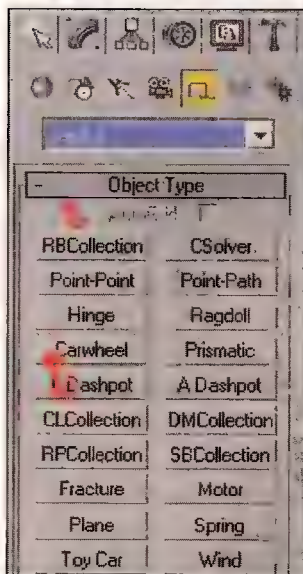 - Object Type
RBCollection CSolver
Point-Point Point-Path
Hinge Ragdoll
Carwheel Prismatic
Dashpot A Dashpot
CLCollection DMCollection
RPCollection SBCollection
Fracture Motor
Plane Spring
Toy Car Wind